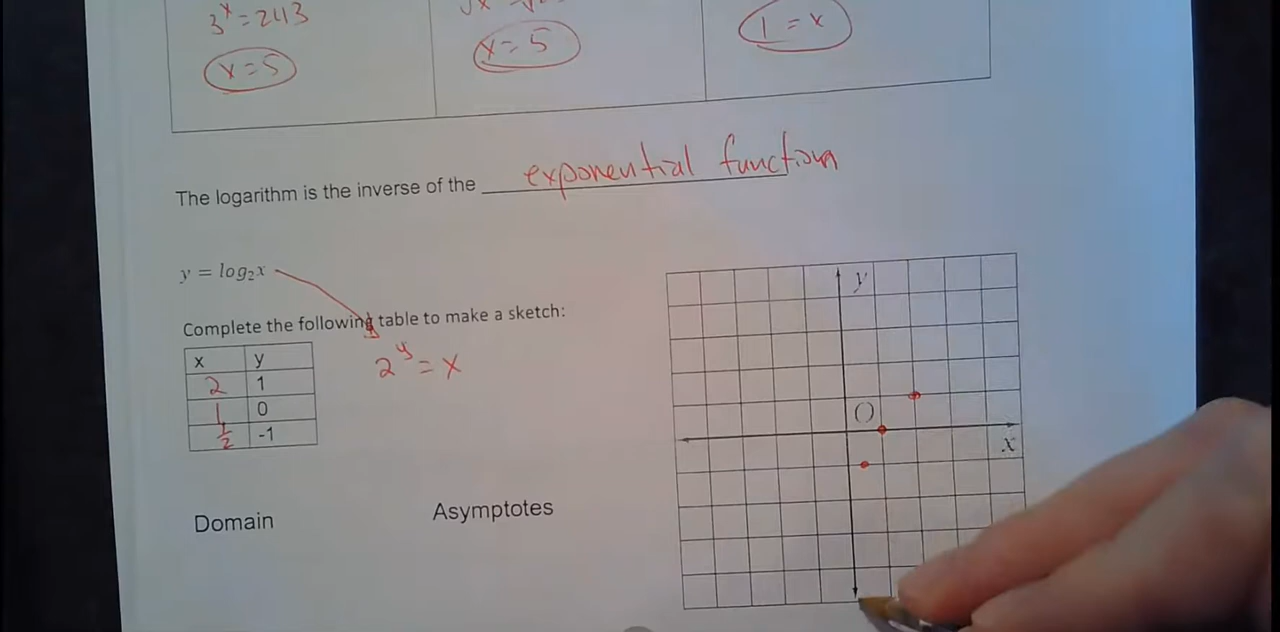 3^x = 243
x = 5
x = 5
1 = x
The logarithm is the inverse of the exponential function
y = log₂x
Complete the following table to make a sketch:
2^y = x
x y
2 1
1 0
1/2 -1
y
O
x
Domain Asymptotes